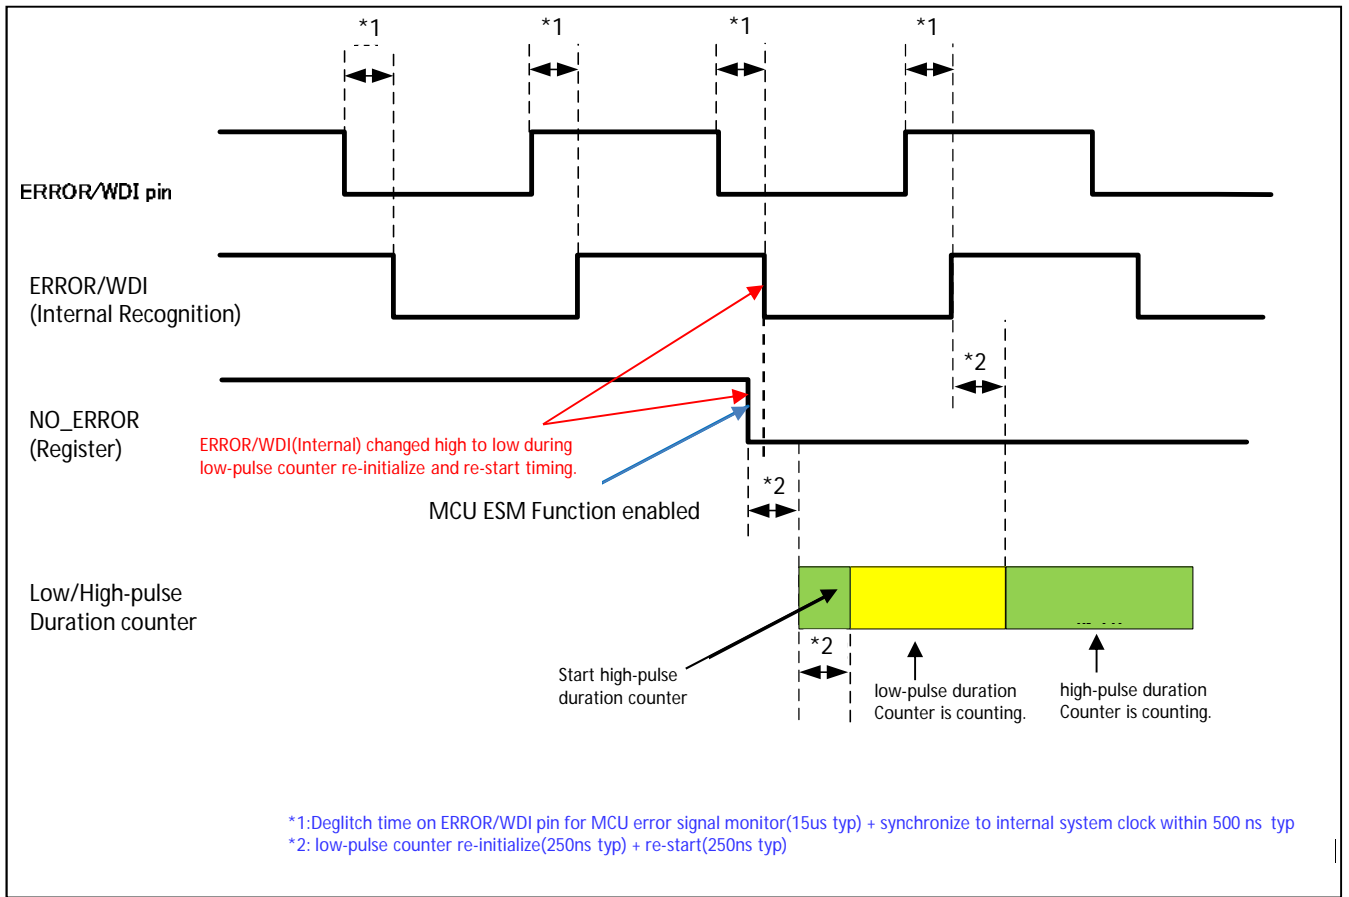 *1 *1 *1 *1
ERROR/WDI pin
ERROR/WDI
(Internal Recognition)
*2
NO_ERROR
(Register)
ERROR/WDI(Internal) changed high to low during
low-pulse counter re-initialize and re-start timing.
*2
MCU ESM Function enabled
Low/High-pulse
Duration counter
*2
Start high-pulse
duration counter
low-pulse duration
Counter is counting.
high-pulse duration
Counter is counting.
*1:Deglitch time on ERROR/WDI pin for MCU error signal monitor(15us typ) + synchronize to internal system clock within 500 ns typ
*2: low-pulse counter re-initialize(250ns typ) + re-start(250ns typ)